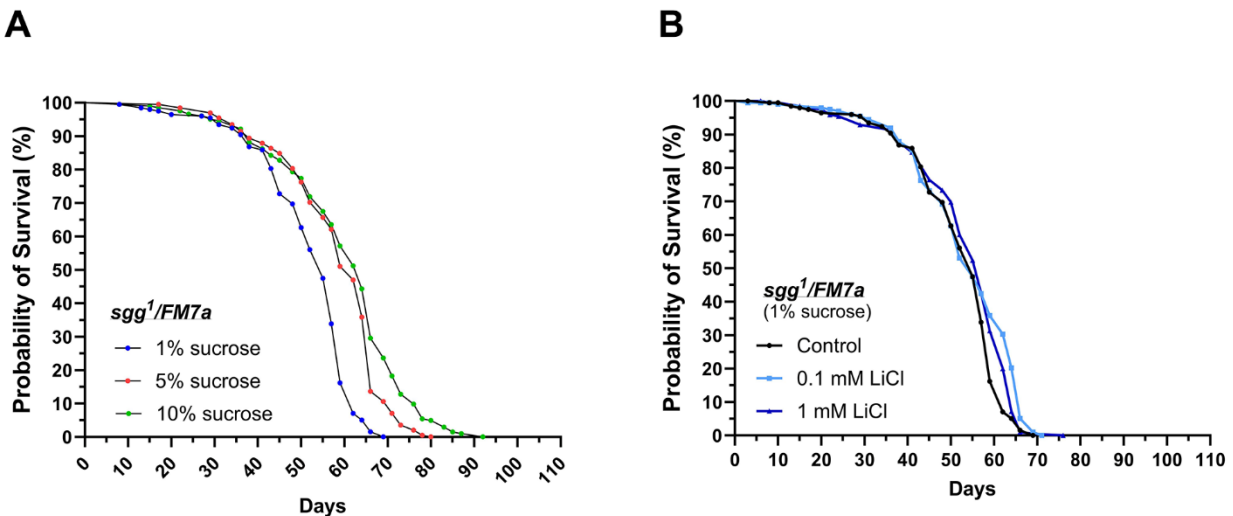 A
Probability of Survival (%)
100
90
80
70
60
50
40
30
20
10
0
sgg¹/FM7a
1% sucrose
5% sucrose
10% sucrose
0 10 20 30 40 50 60 70 80 90 100 110
Days
B
Probability of Survival (%)
100
90
80
70
60
50
40
30
20
10
0
sgg¹/FM7a
(1% sucrose)
Control
0.1 mM LiCl
1 mM LiCl
0 10 20 30 40 50 60 70 80 90 100 110
Days